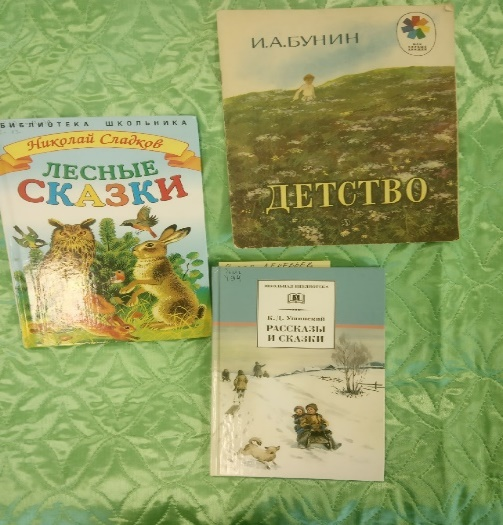 БИБЛИОТЕКА ШКОЛЬНИКА
Николай Сладков
ЛЕСНЫЕ
СКАЗКИ
И.А.БУНИН
ДЕТСТВО
ШКОЛЬНАЯ БИБЛИОТЕКА
К.Д. Ушинский
РАССКАЗЫ
И СКАЗКИ